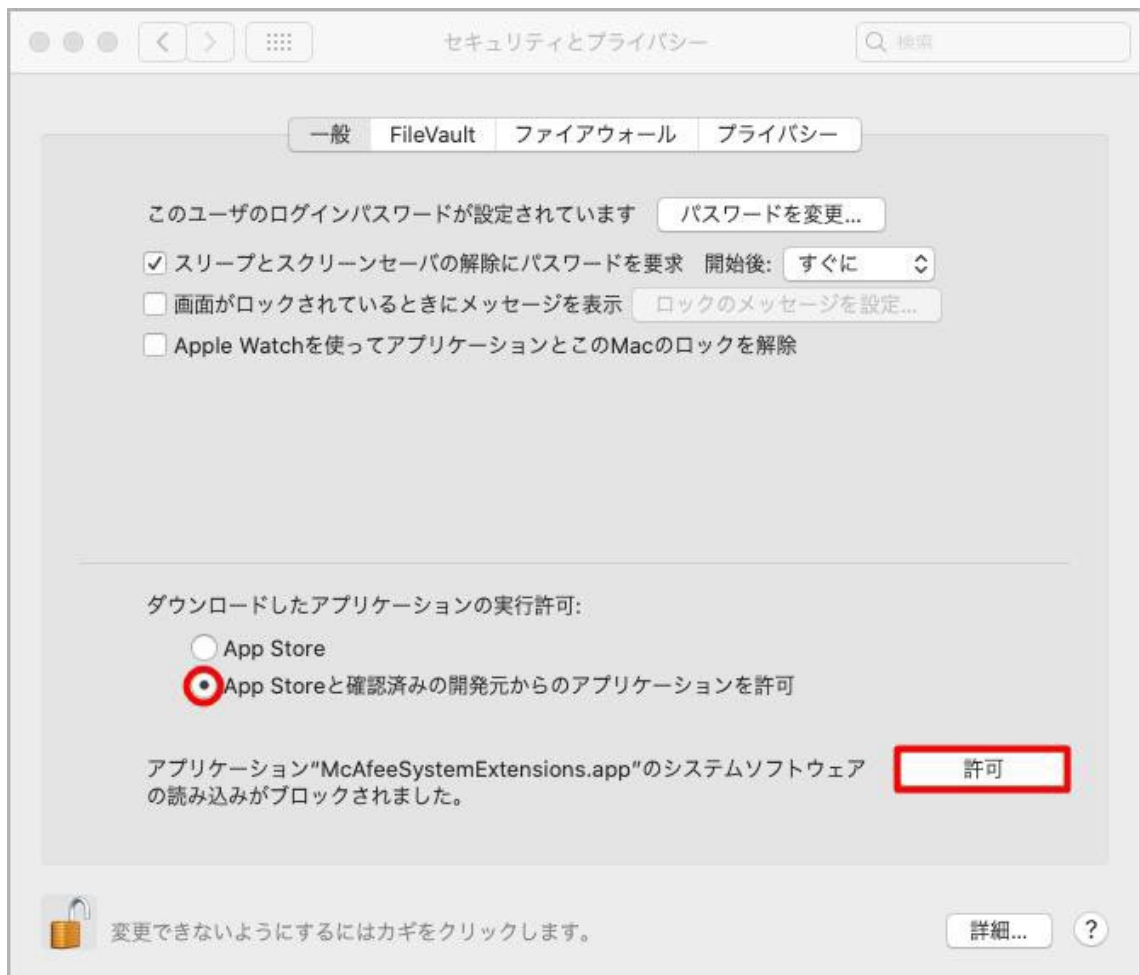 セキュリティとプライバシー
検索
一般 FileVault ファイアウォール プライバシー
このユーザのログインパスワードが設定されています パスワードを変更...
スリープとスクリーンセーバの解除にパスワードを要求 開始後: すぐに
画面がロックされているときにメッセージを表示 ロックのメッセージを設定...
Apple Watchを使ってアプリケーションとこのMacのロックを解除
ダウンロードしたアプリケーションの実行許可:
App Store
App Storeと確認済みの開発元からのアプリケーションを許可
アプリケーション“McAfeeSystemExtensions.app”のシステムソフトウェア
の読み込みがブロックされました。
許可
変更できないようにするにはカギをクリックします。
詳細... ?